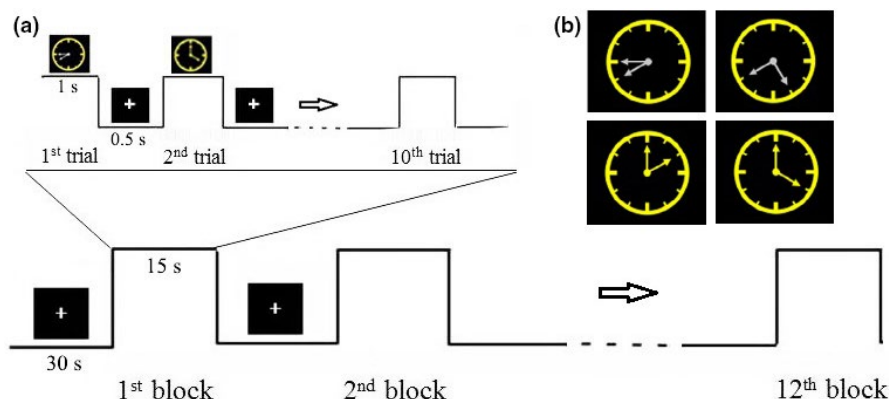 (a)
(b)
1 s
0.5 s
1st trial
2nd trial
10th trial
15 s
30 s
1st block
2nd block
12th block